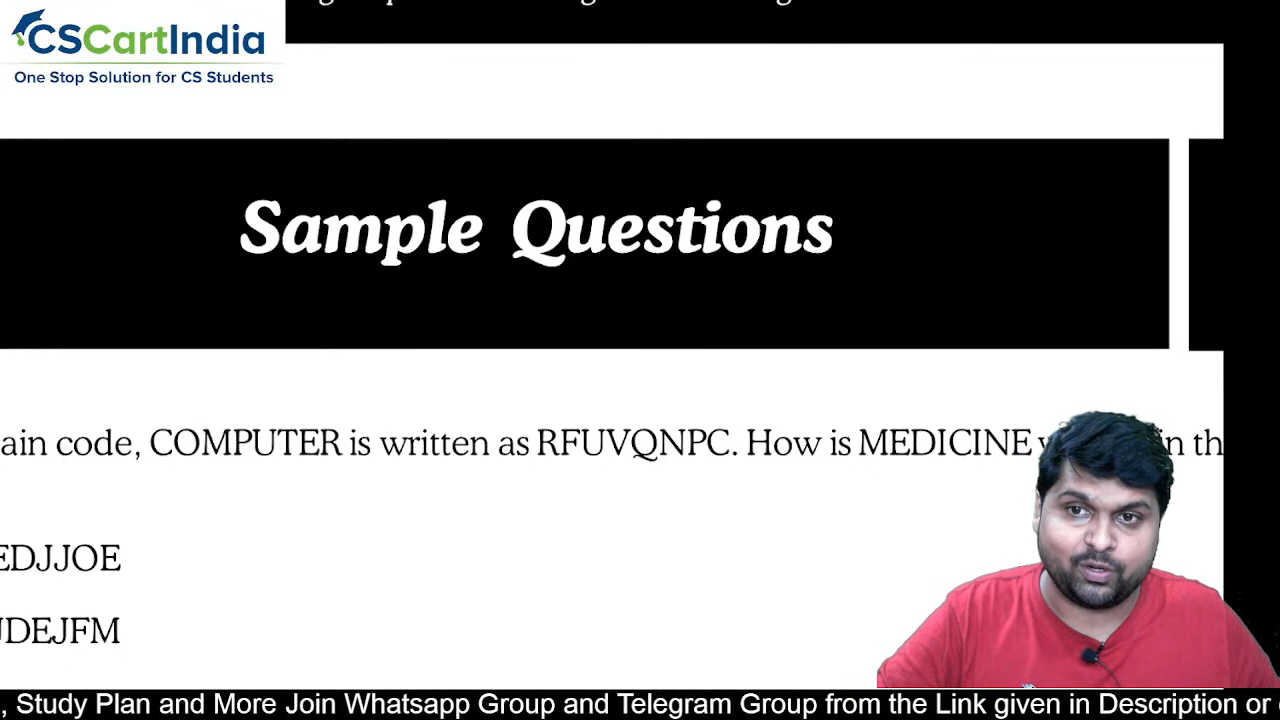 CSCartIndia
One Stop Solution for CS Students
Sample Questions
ain code, COMPUTER is written as RFUVQNPC. How is MEDICINE in th
EDJJOE
JDEJFM
, Study Plan and More Join Whatsapp Group and Telegram Group from the Link given in Description or